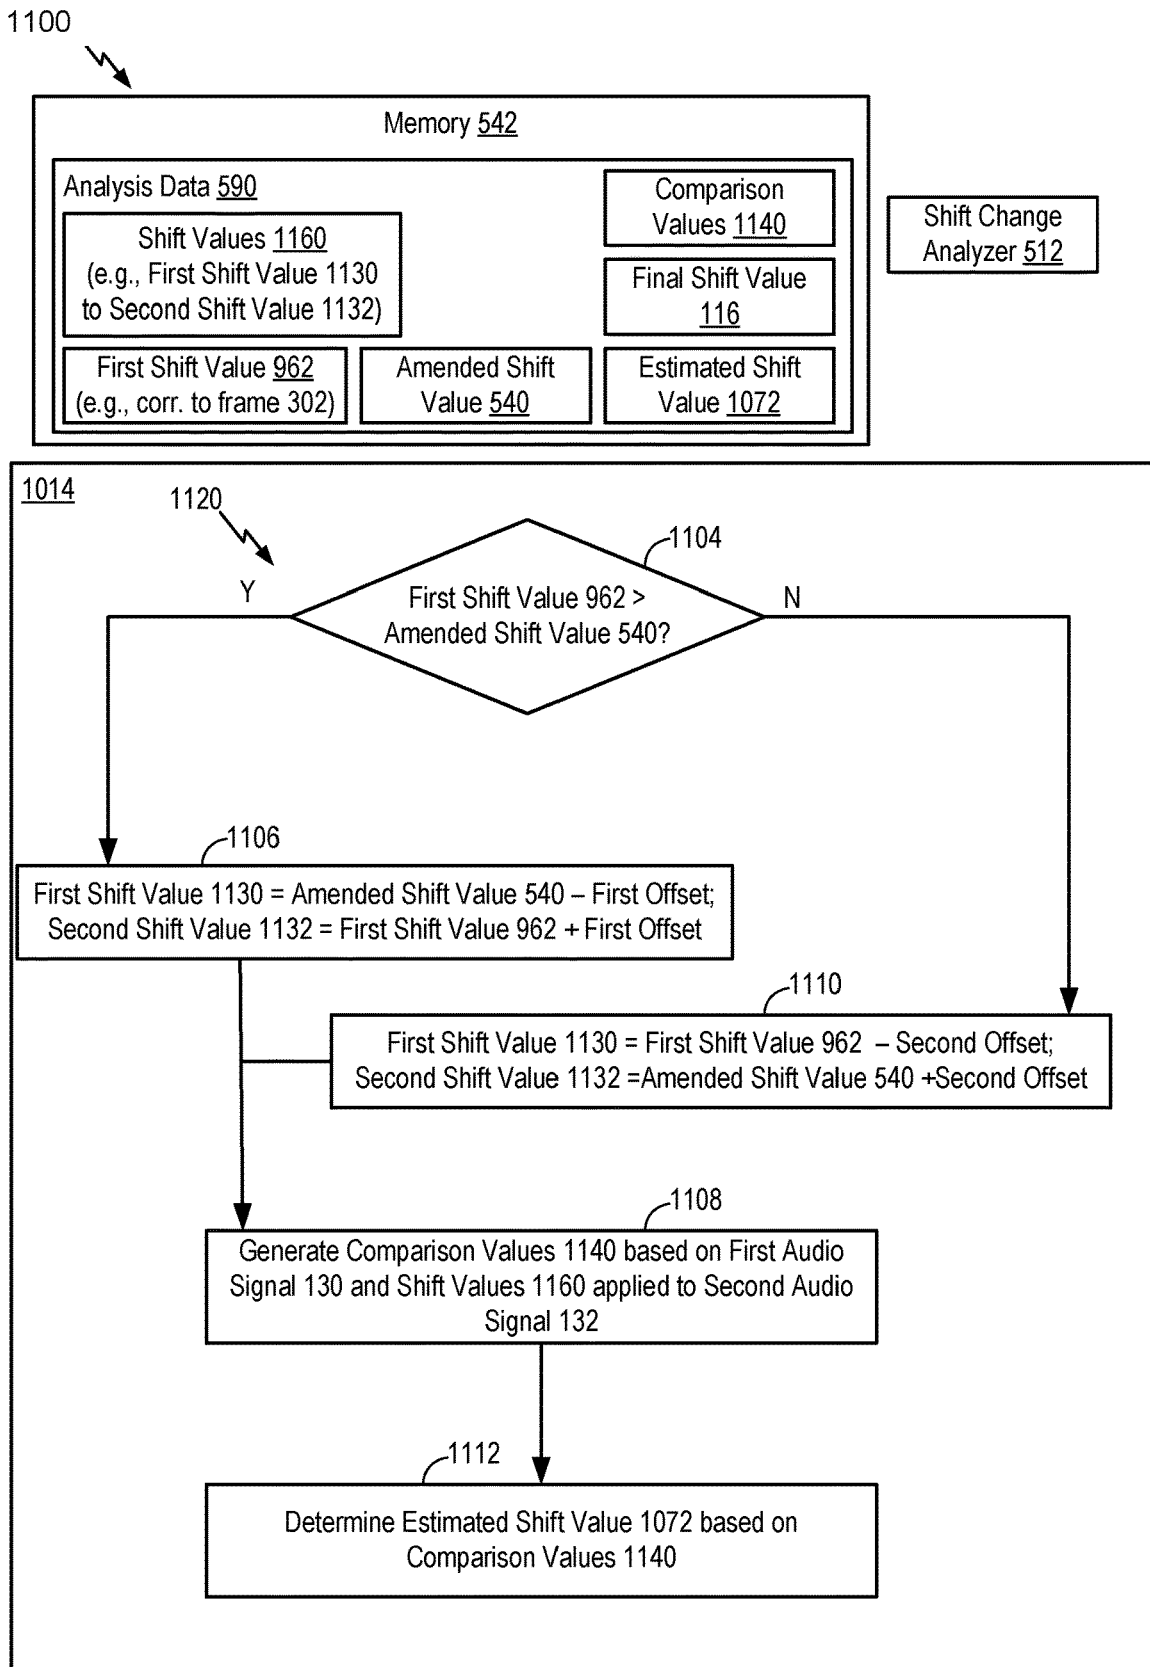 1100
Memory 542
Analysis Data 590
Shift Values 1160
(e.g., First Shift Value 1130
to Second Shift Value 1132)
Comparison
Values 1140
Final Shift Value
116
First Shift Value 962
(e.g., corr. to frame 302)
Amended Shift
Value 540
Estimated Shift
Value 1072
Shift Change
Analyzer 512
1014
1120
1104
Y
First Shift Value 962 >
Amended Shift Value 540?
N
1106
First Shift Value 1130 = Amended Shift Value 540 – First Offset;
Second Shift Value 1132 = First Shift Value 962 + First Offset
1110
First Shift Value 1130 = First Shift Value 962 – Second Offset;
Second Shift Value 1132 =Amended Shift Value 540 +Second Offset
1108
Generate Comparison Values 1140 based on First Audio
Signal 130 and Shift Values 1160 applied to Second Audio
Signal 132
1112
Determine Estimated Shift Value 1072 based on
Comparison Values 1140